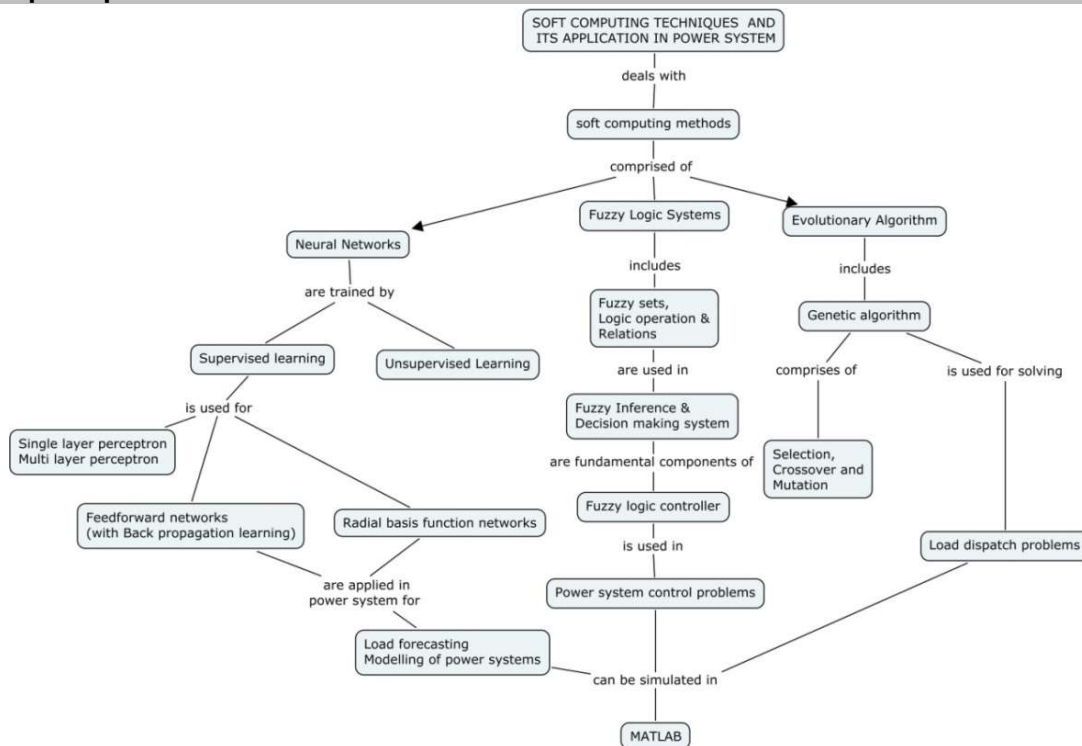 SOFT COMPUTING TECHNIQUES AND
ITS APPLICATION IN POWER SYSTEM
deals with
soft computing methods
comprised of
Neural Networks
Fuzzy Logic Systems
Evolutionary Algorithm
are trained by
includes
includes
Supervised learning
Unsupervised Learning
Fuzzy sets,
Logic operation &
Relations
Genetic algorithm
is used for
are used in
comprises of
is used for solving
Single layer perceptron
Multi layer perceptron
Fuzzy Inference &
Decision making system
Selection,
Crossover and
Mutation
are fundamental components of
Feedforward networks
(with Back propagation learning)
Radial basis function networks
Fuzzy logic controller
Load dispatch problems
are applied in
power system for
is used in
Power system control problems
Load forecasting
Modelling of power systems
can be simulated in
MATLAB